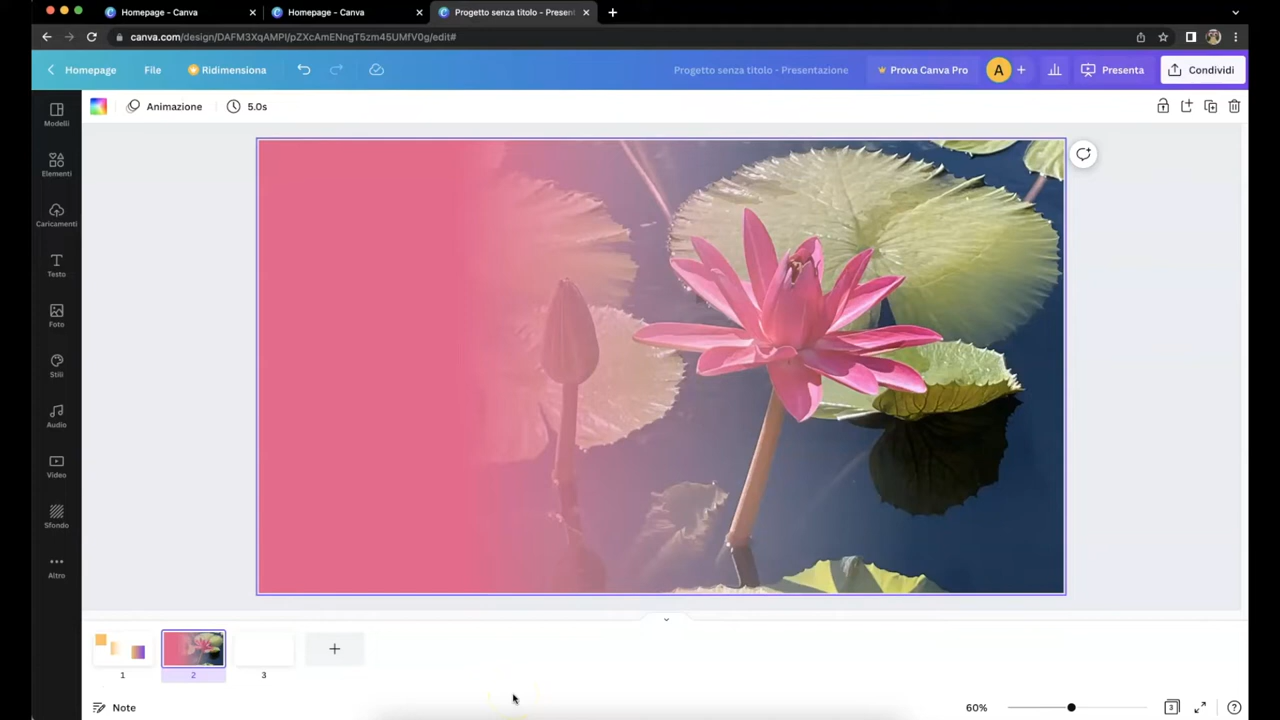 Homepage - Canva
Homepage - Canva
Progetto senza titolo - Present
canva.com/design/DAFM3XqAMPI/pZXcAmENngT5zm45UMfV0g/edit#
Homepage
File
Ridimensiona
Progetto senza titolo - Presentazione
Prova Canva Pro
A
Presenta
Condividi
Animazione
5.0s
Modelli
Elementi
Caricamenti
Testo
Foto
Stili
Audio
Video
Sfondo
Altro
1
2
3
Note
60%
3